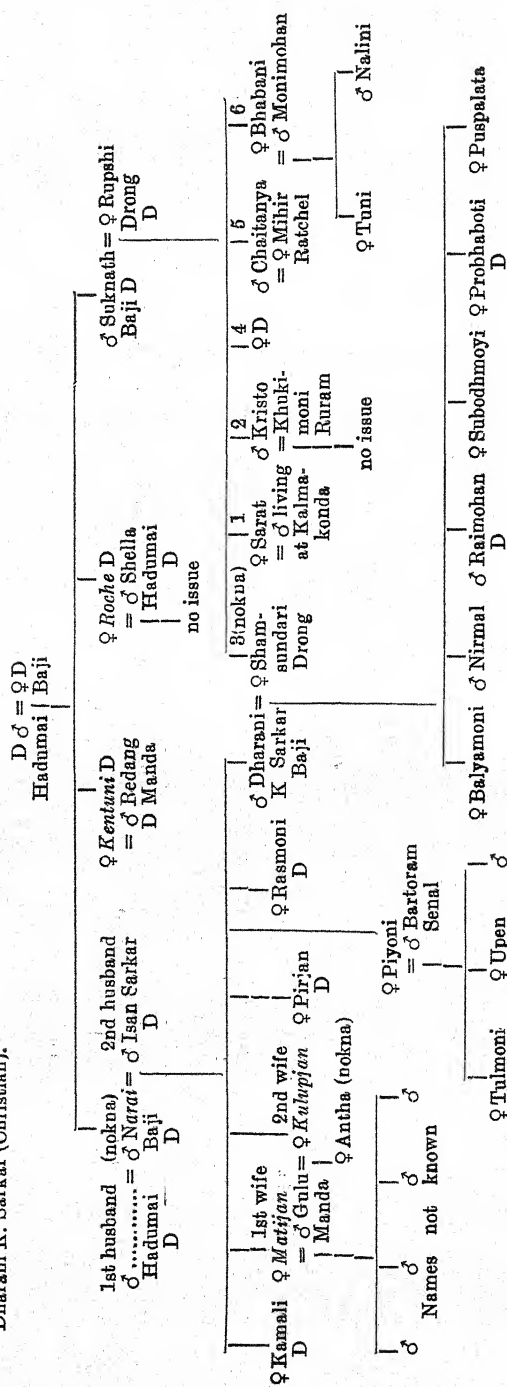 Dharani K. Sarkar (Christian).
D ♂ = ♀ D
Hadumai Baji
1st husband (nokna) 2nd husband
♂ ............ = ♂ Narai = ♂ Isan Sarkar
Hadumai Baji D
D D
♀ Kentuni D
= ♂ Redang
D Manda
♀ Roche D
= ♂ Shella
Hadumai
D
no issue
♂ Suknath = ♀ Rupshi
Baji D Drong
D
♀ Kamali
D
1st wife 2nd wife
♀ Matijan
= ♂ Gulu = ♀ Kulupjan
Manda
♀ Antha (nokna)
♀ Pirjan
D
♀ Rasmoni
D
♂ Dharani = ♀ Sham-
K Sarkar sundari
Baji Drong
3(nokna) 1 2 4 5 6
♀ Sarat
= ♂ living
at Kalma-
konda
♂ Kristo
= Khuki-
moni
Ruram
no issue
♀ D
♂ Chaitanya
= ♀ Mihir
Ratchel
♀ Bhabani
= ♂ Monimohan
♀ Piyoni
= ♂ Bartoram
Senal
♀ Tuni ♂ Nalini
♂ ♂ ♂ ♂
Names not known
♀ Tulmoni ♀ Upen ♂
♀ Balyamoni ♂ Nirmal ♂ Raimohan ♀ Subodhmoyi ♀ Probhaboti ♀ Puspalata
D D